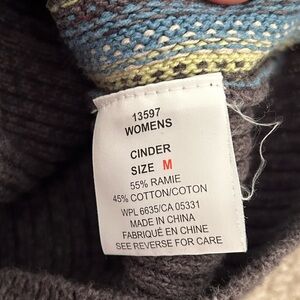 13597
WOMENS
CINDER
SIZE M
55% RAMIE
45% COTTON/COTON
WPL 6635/CA 05331
MADE IN CHINA
FABRIQUÉ EN CHINE
SEE REVERSE FOR CARE